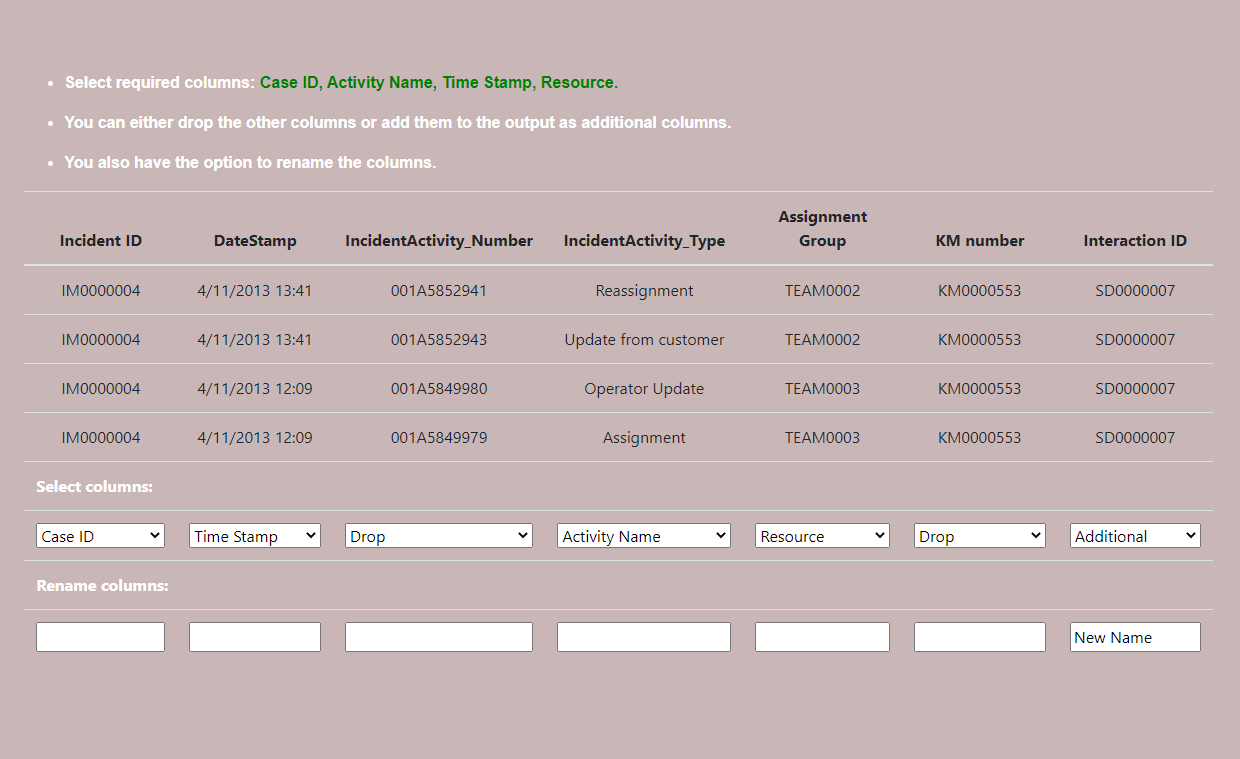 • Select required columns: Case ID, Activity Name, Time Stamp, Resource.
• You can either drop the other columns or add them to the output as additional columns.
• You also have the option to rename the columns.
Incident ID DateStamp IncidentActivity_Number IncidentActivity_Type Assignment Group KM number Interaction ID
IM0000004 4/11/2013 13:41 001A5852941 Reassignment TEAM0002 KM0000553 SD0000007
IM0000004 4/11/2013 13:41 001A5852943 Update from customer TEAM0002 KM0000553 SD0000007
IM0000004 4/11/2013 12:09 001A5849980 Operator Update TEAM0003 KM0000553 SD0000007
IM0000004 4/11/2013 12:09 001A5849979 Assignment TEAM0003 KM0000553 SD0000007
Select columns:
Case ID Time Stamp Drop Activity Name Resource Drop Additional
Rename columns:
New Name